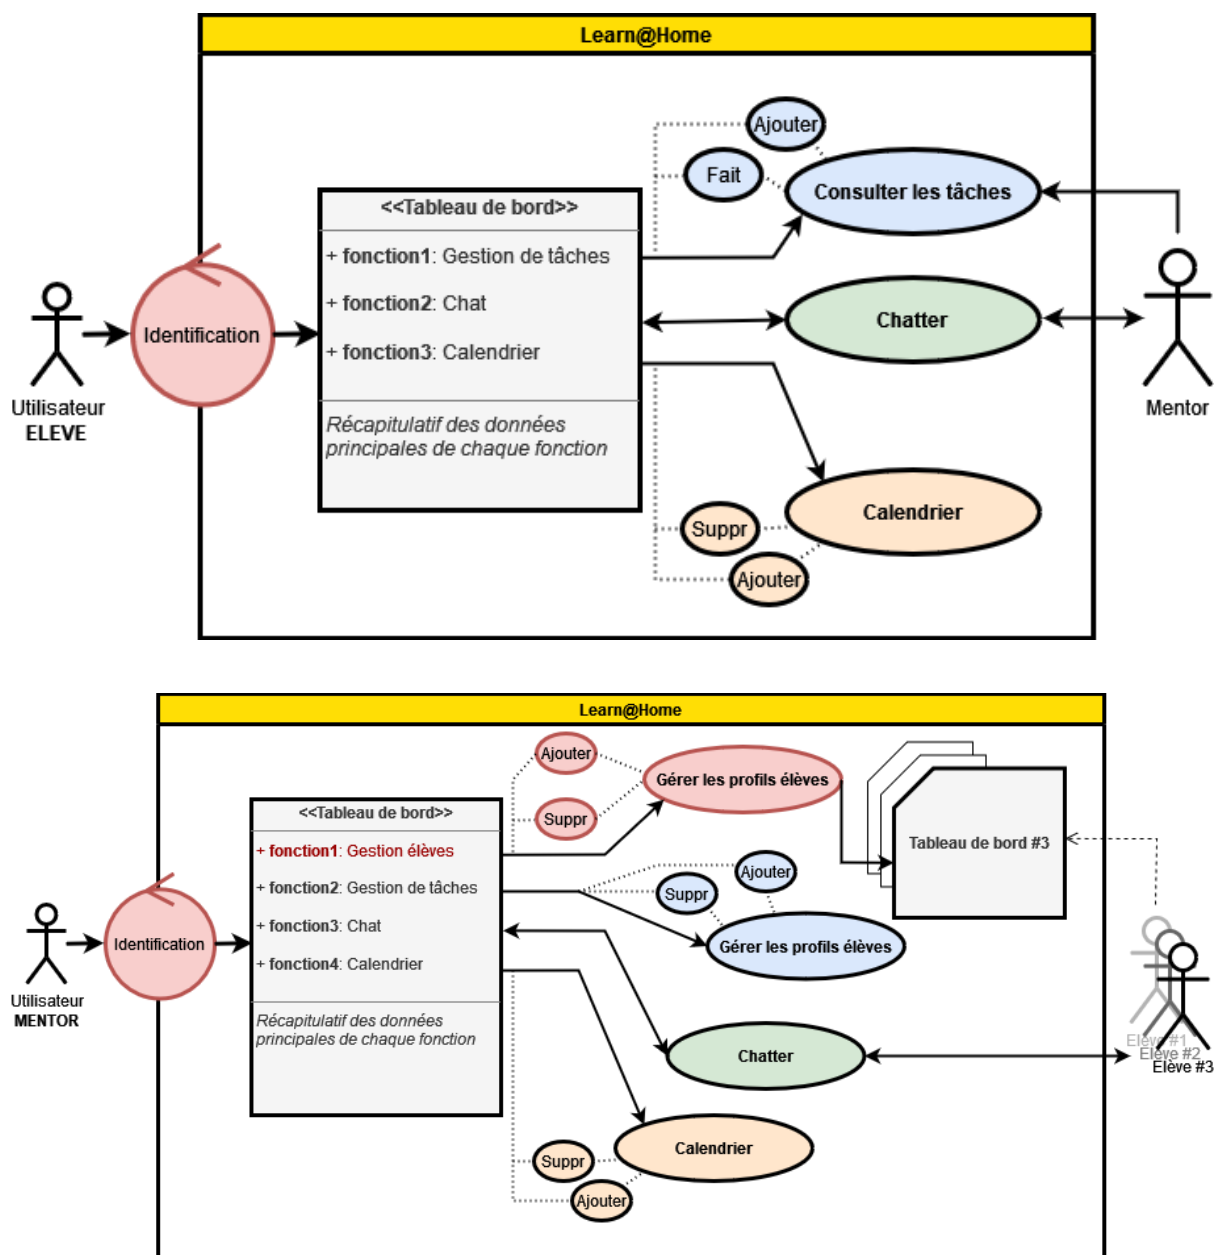 Learn@Home
Ajouter
Fait
Consulter les tâches
<<Tableau de bord>>
+ fonction1: Gestion de tâches
+ fonction2: Chat
+ fonction3: Calendrier
Récapitulatif des données
principales de chaque fonction
Identification
Utilisateur
ELEVE
Chatter
Mentor
Calendrier
Suppr
Ajouter
Learn@Home
Ajouter
Suppr
Gérer les profils élèves
Tableau de bord #3
<<Tableau de bord>>
+ fonction1: Gestion élèves
+ fonction2: Gestion de tâches
+ fonction3: Chat
+ fonction4: Calendrier
Récapitulatif des données
principales de chaque fonction
Ajouter
Suppr
Gérer les profils élèves
Identification
Utilisateur
MENTOR
Chatter
Elève #1
Elève #2
Elève #3
Calendrier
Suppr
Ajouter